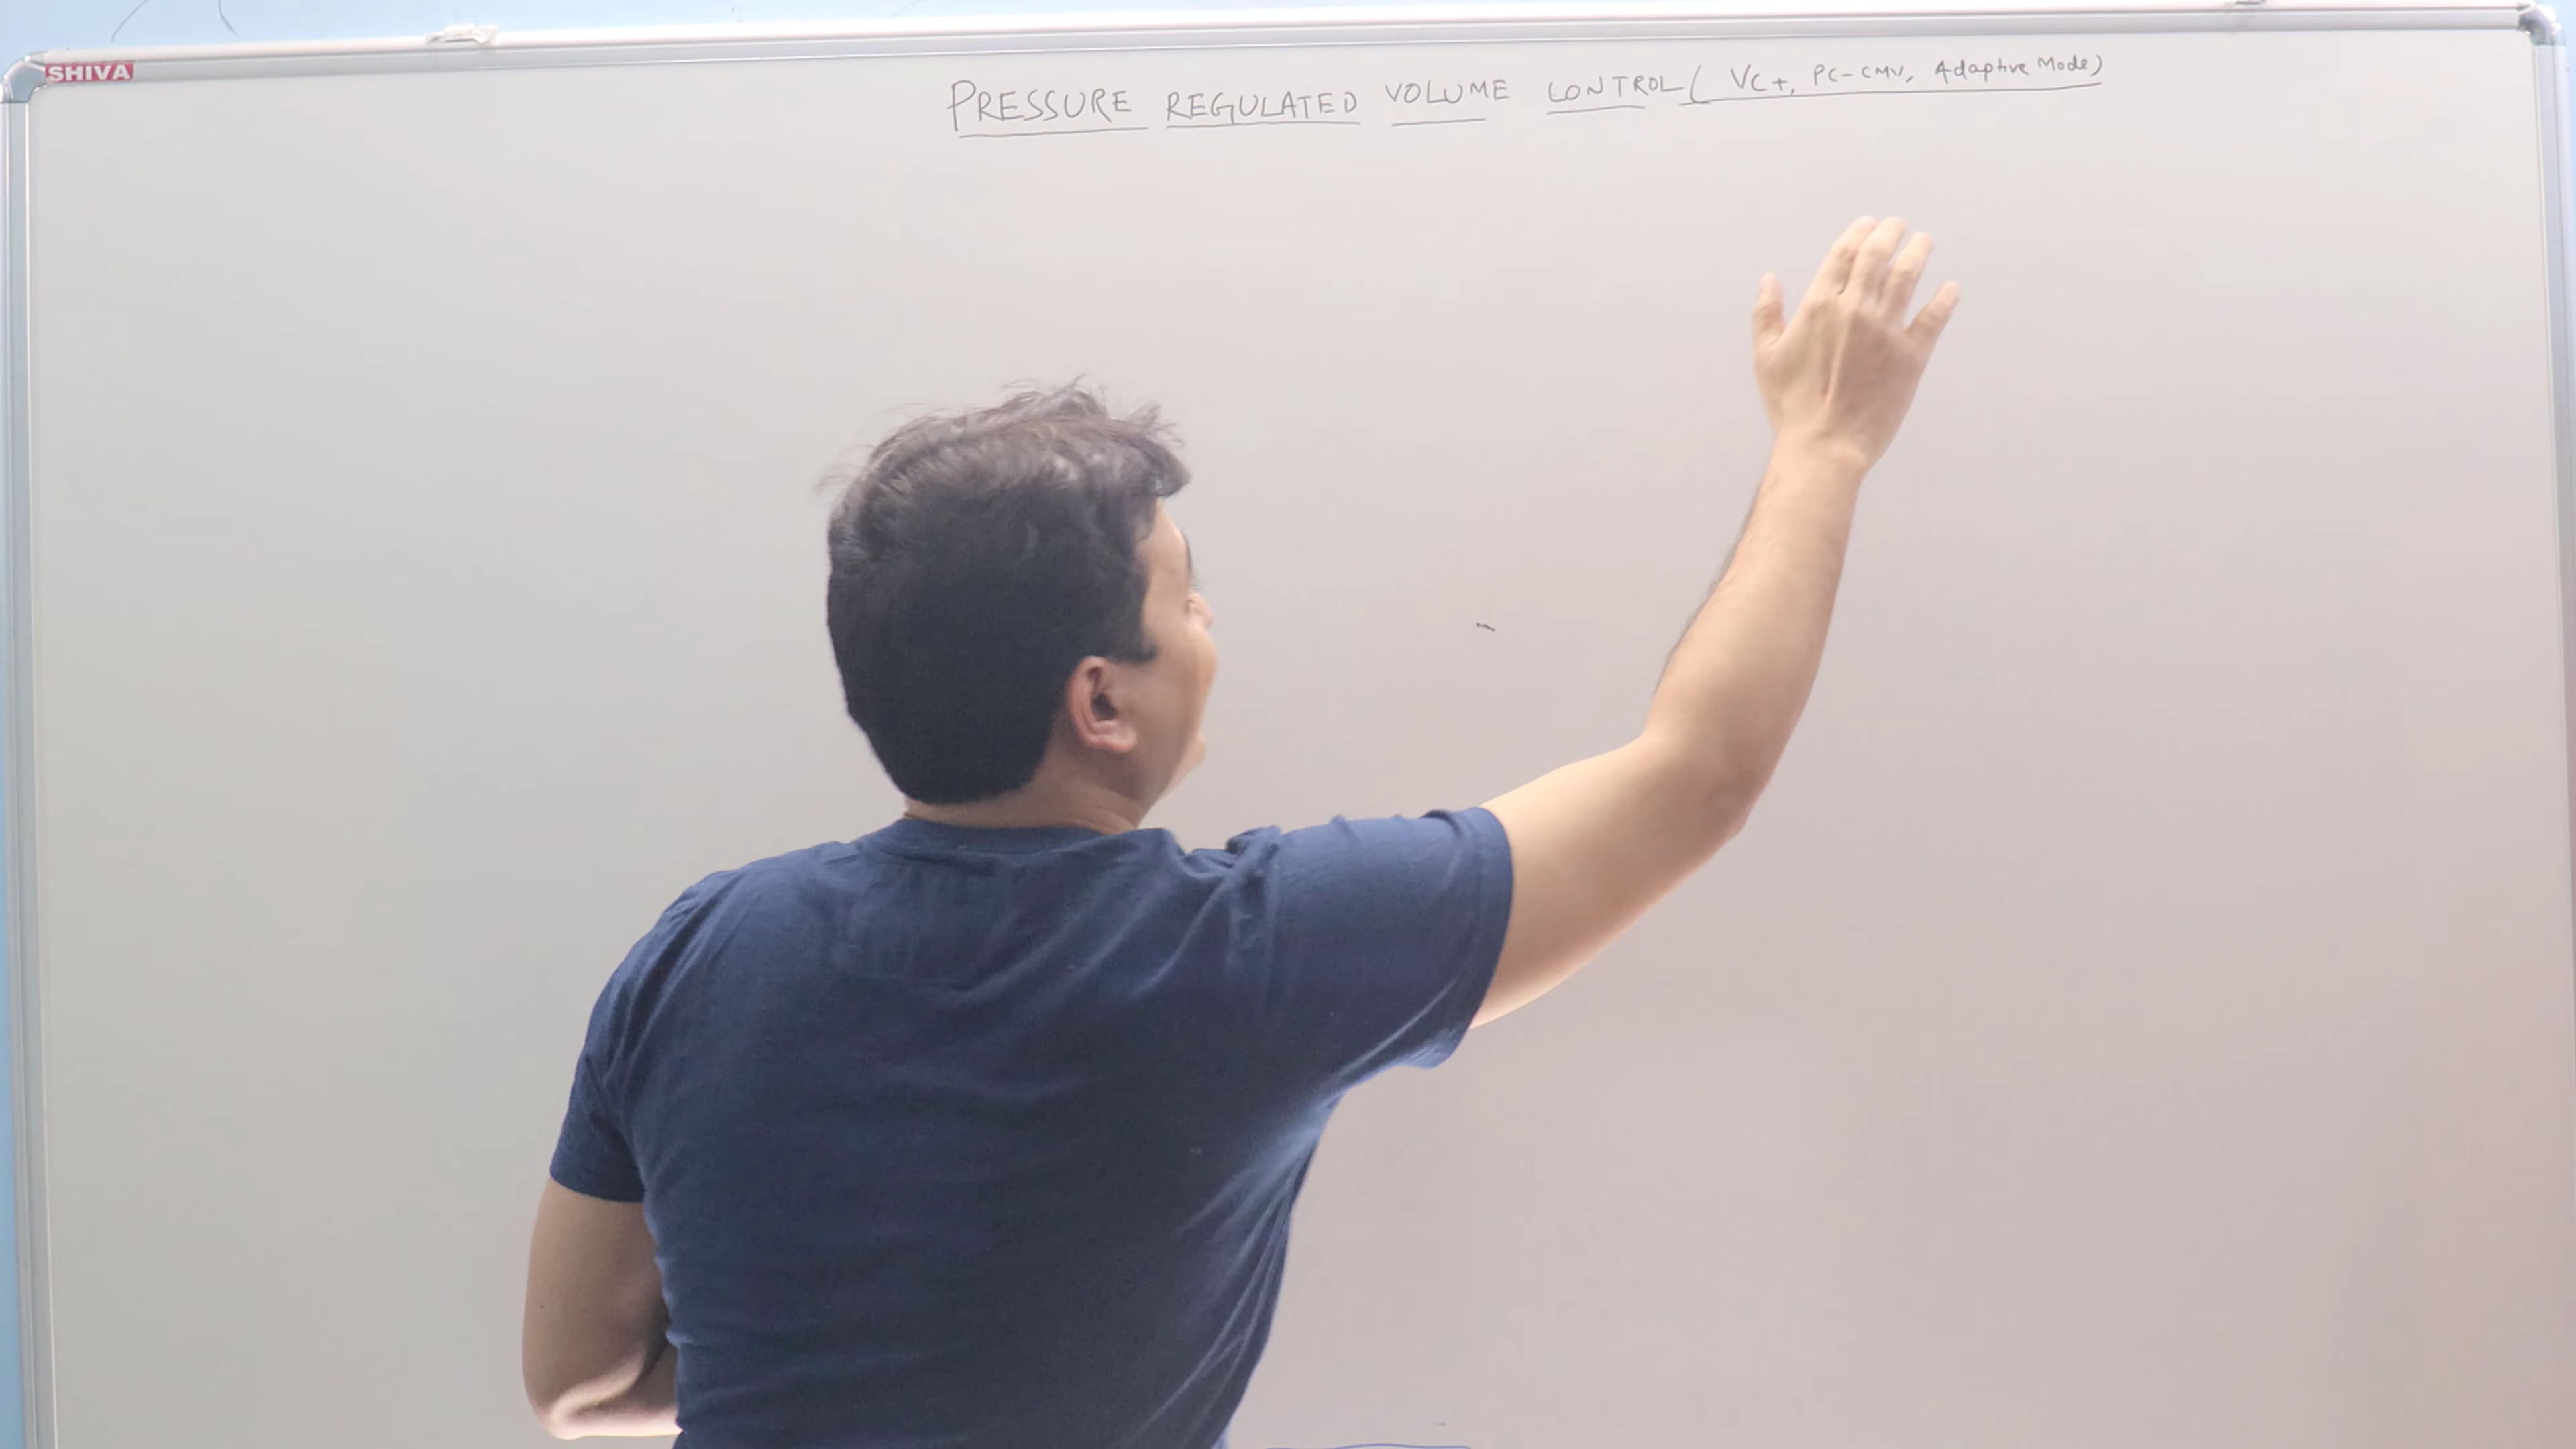 SHIVA
PRESSURE REGULATED VOLUME CONTROL ( VC+, PC-CMV, Adaptive Mode)